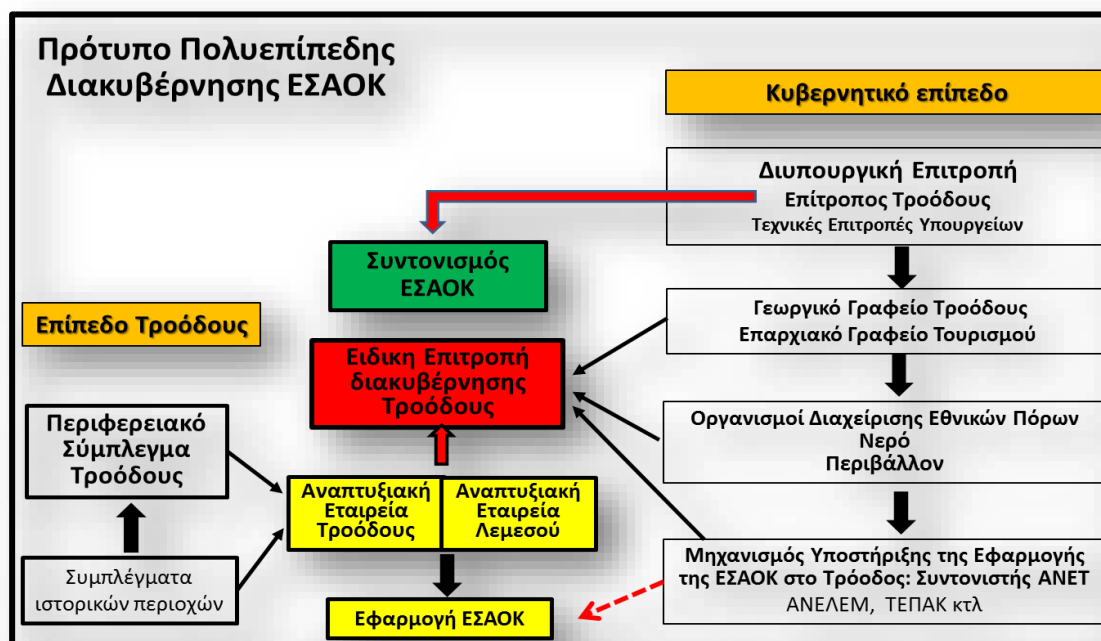 Πρότυπο Πολυεπίπεδης
Διακυβέρνησης ΕΣΑΟΚ
Κυβερνητικό επίπεδο
Διυπουργική Επιτροπή
Επίτροπος Τροόδους
Τεχνικές Επιτροπές Υπουργείων
Συντονισμός
ΕΣΑΟΚ
Επίπεδο Τροόδους
Γεωργικό Γραφείο Τροόδους
Επαρχιακό Γραφείο Τουρισμού
Ειδικη Επιτροπή
διακυβέρνησης
Τροόδους
Περιφερειακό
Σύμπλεγμα
Τροόδους
Οργανισμοί Διαχείρισης Εθνικών Πόρων
Νερό
Περιβάλλον
Αναπτυξιακή
Εταιρεία
Τροόδους
Αναπτυξιακή
Εταιρεία
Λεμεσού
Συμπλέγματα
ιστορικών περιοχών
Μηχανισμός Υποστήριξης της Εφαρμογής
της ΕΣΑΟΚ στο Τρόοδος: Συντονιστής ΑΝΕΤ
ΑΝΕΛΕΜ, ΤΕΠΑΚ κτλ
Εφαρμογή ΕΣΑΟΚ